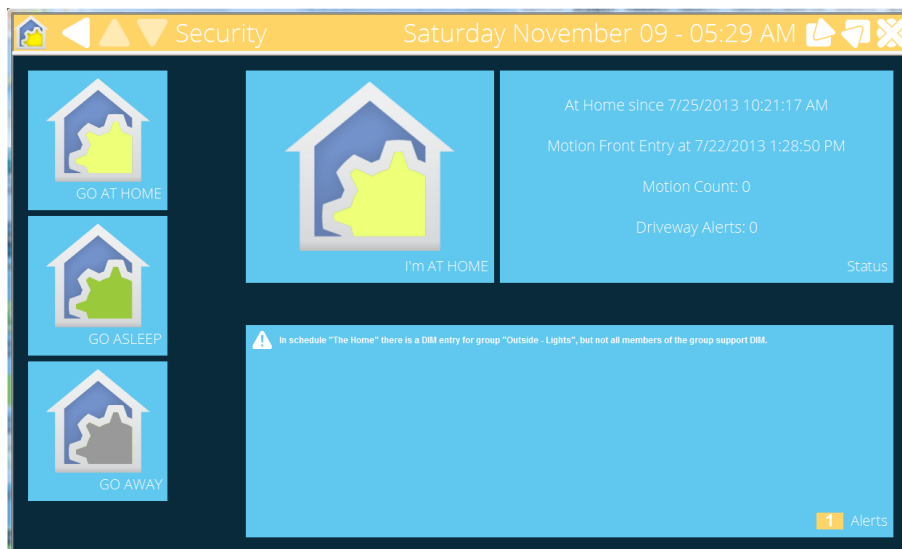 Security
Saturday November 09 - 05:29 AM
GO AT HOME
GO ASLEEP
GO AWAY
I'm AT HOME
At Home since 7/25/2013 10:21:17 AM
Motion Front Entry at 7/22/2013 1:28:50 PM
Motion Count: 0
Driveway Alerts: 0
Status
In schedule "The Home" there is a DIM entry for group "Outside - Lights", but not all members of the group support DIM.
1 Alerts